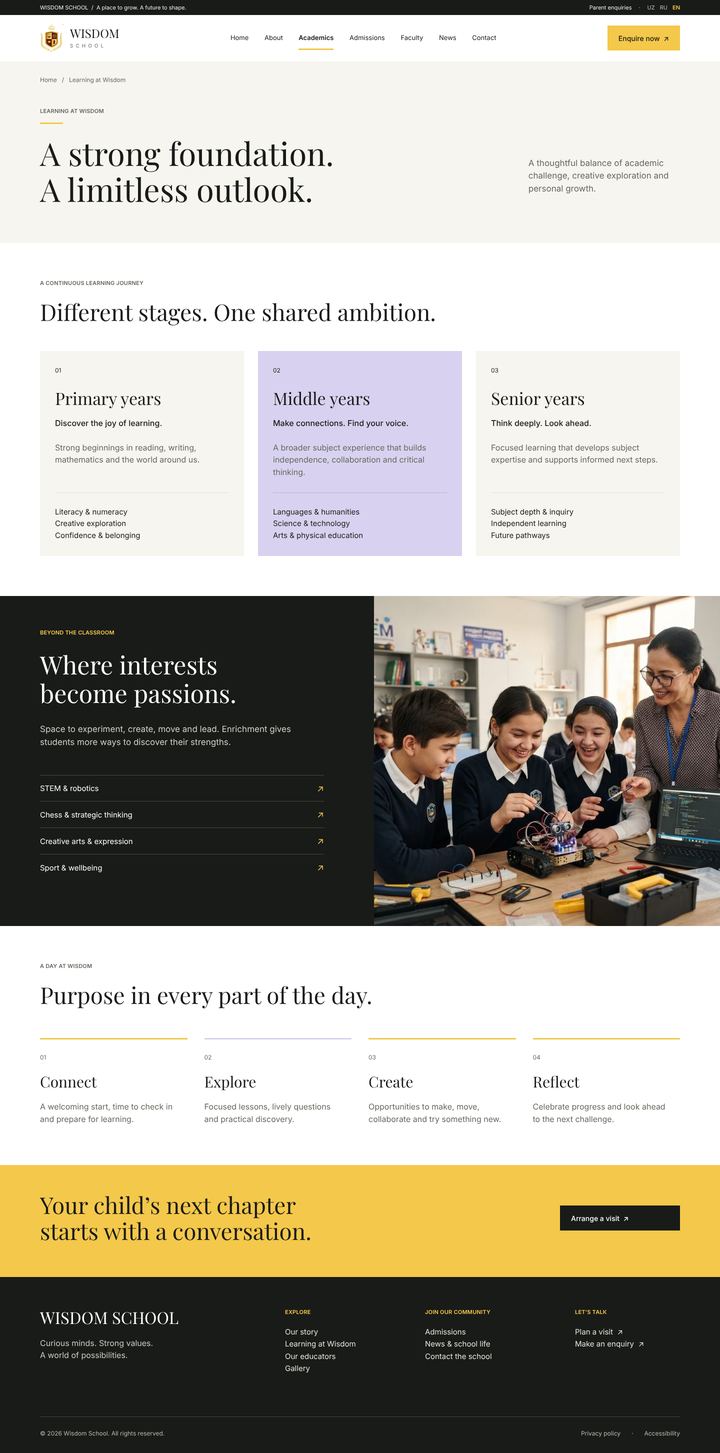 WISDOM SCHOOL / A place to grow. A future to shape.
Parent enquiries · UZ RU EN
WISDOM
SCHOOL
Home About Academics Admissions Faculty News Contact
Enquire now ↗
Home / Learning at Wisdom
LEARNING AT WISDOM
A strong foundation.
A limitless outlook.
A thoughtful balance of academic
challenge, creative exploration and
personal growth.
A CONTINUOUS LEARNING JOURNEY
Different stages. One shared ambition.
01
Primary years
Discover the joy of learning.
Strong beginnings in reading, writing,
mathematics and the world around us.
Literacy & numeracy
Creative exploration
Confidence & belonging
02
Middle years
Make connections. Find your voice.
A broader subject experience that builds
independence, collaboration and critical
thinking.
Languages & humanities
Science & technology
Arts & physical education
03
Senior years
Think deeply. Look ahead.
Focused learning that develops subject
expertise and supports informed next steps.
Subject depth & inquiry
Independent learning
Future pathways
BEYOND THE CLASSROOM
Where interests
become passions.
Space to experiment, create, move and lead. Enrichment gives
students more ways to discover their strengths.
STEM & robotics ↗
Chess & strategic thinking ↗
Creative arts & expression ↗
Sport & wellbeing ↗
A DAY AT WISDOM
Purpose in every part of the day.
01
Connect
A welcoming start, time to check in
and prepare for learning.
02
Explore
Focused lessons, lively questions
and practical discovery.
03
Create
Opportunities to make, move,
collaborate and try something new.
04
Reflect
Celebrate progress and look ahead
to the next challenge.
Your child’s next chapter
starts with a conversation.
Arrange a visit ↗
WISDOM SCHOOL
Curious minds. Strong values.
A world of possibilities.
EXPLORE
Our story
Learning at Wisdom
Our educators
Gallery
JOIN OUR COMMUNITY
Admissions
News & school life
Contact the school
LET'S TALK
Plan a visit ↗
Make an enquiry ↗
© 2026 Wisdom School. All rights reserved.
Privacy policy · Accessibility